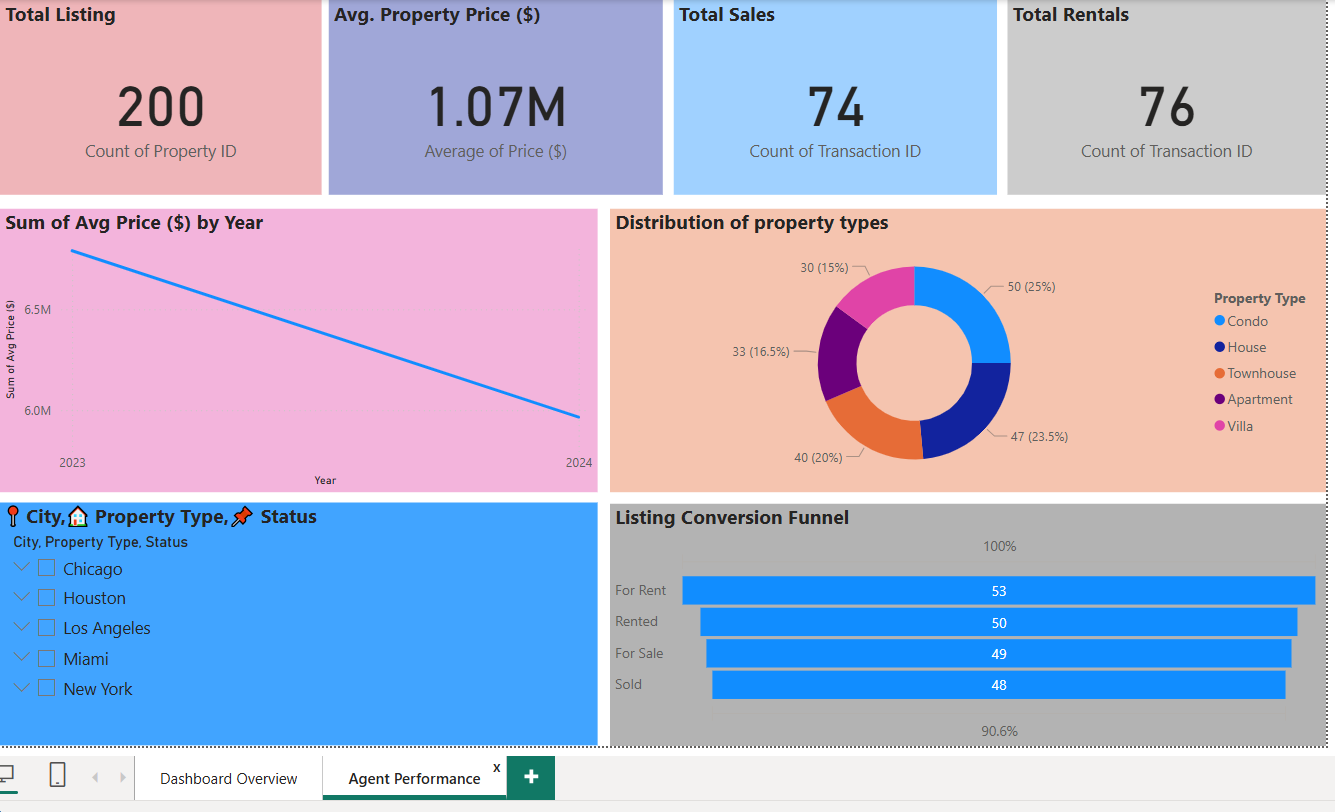 Total Listing
200
Count of Property ID
Avg. Property Price ($)
1.07M
Average of Price ($)
Total Sales
74
Count of Transaction ID
Total Rentals
76
Count of Transaction ID
Sum of Avg Price ($) by Year
Sum of Avg Price ($)
6.5M
6.0M
2023
2024
Year
Distribution of property types
30 (15%)
50 (25%)
33 (16.5%)
47 (23.5%)
40 (20%)
Property Type
Condo
House
Townhouse
Apartment
Villa
📍 City,🏠 Property Type,📌 Status
City, Property Type, Status
Chicago
Houston
Los Angeles
Miami
New York
Listing Conversion Funnel
100%
For Rent 53
Rented 50
For Sale 49
Sold 48
90.6%
Dashboard Overview
Agent Performance x
+